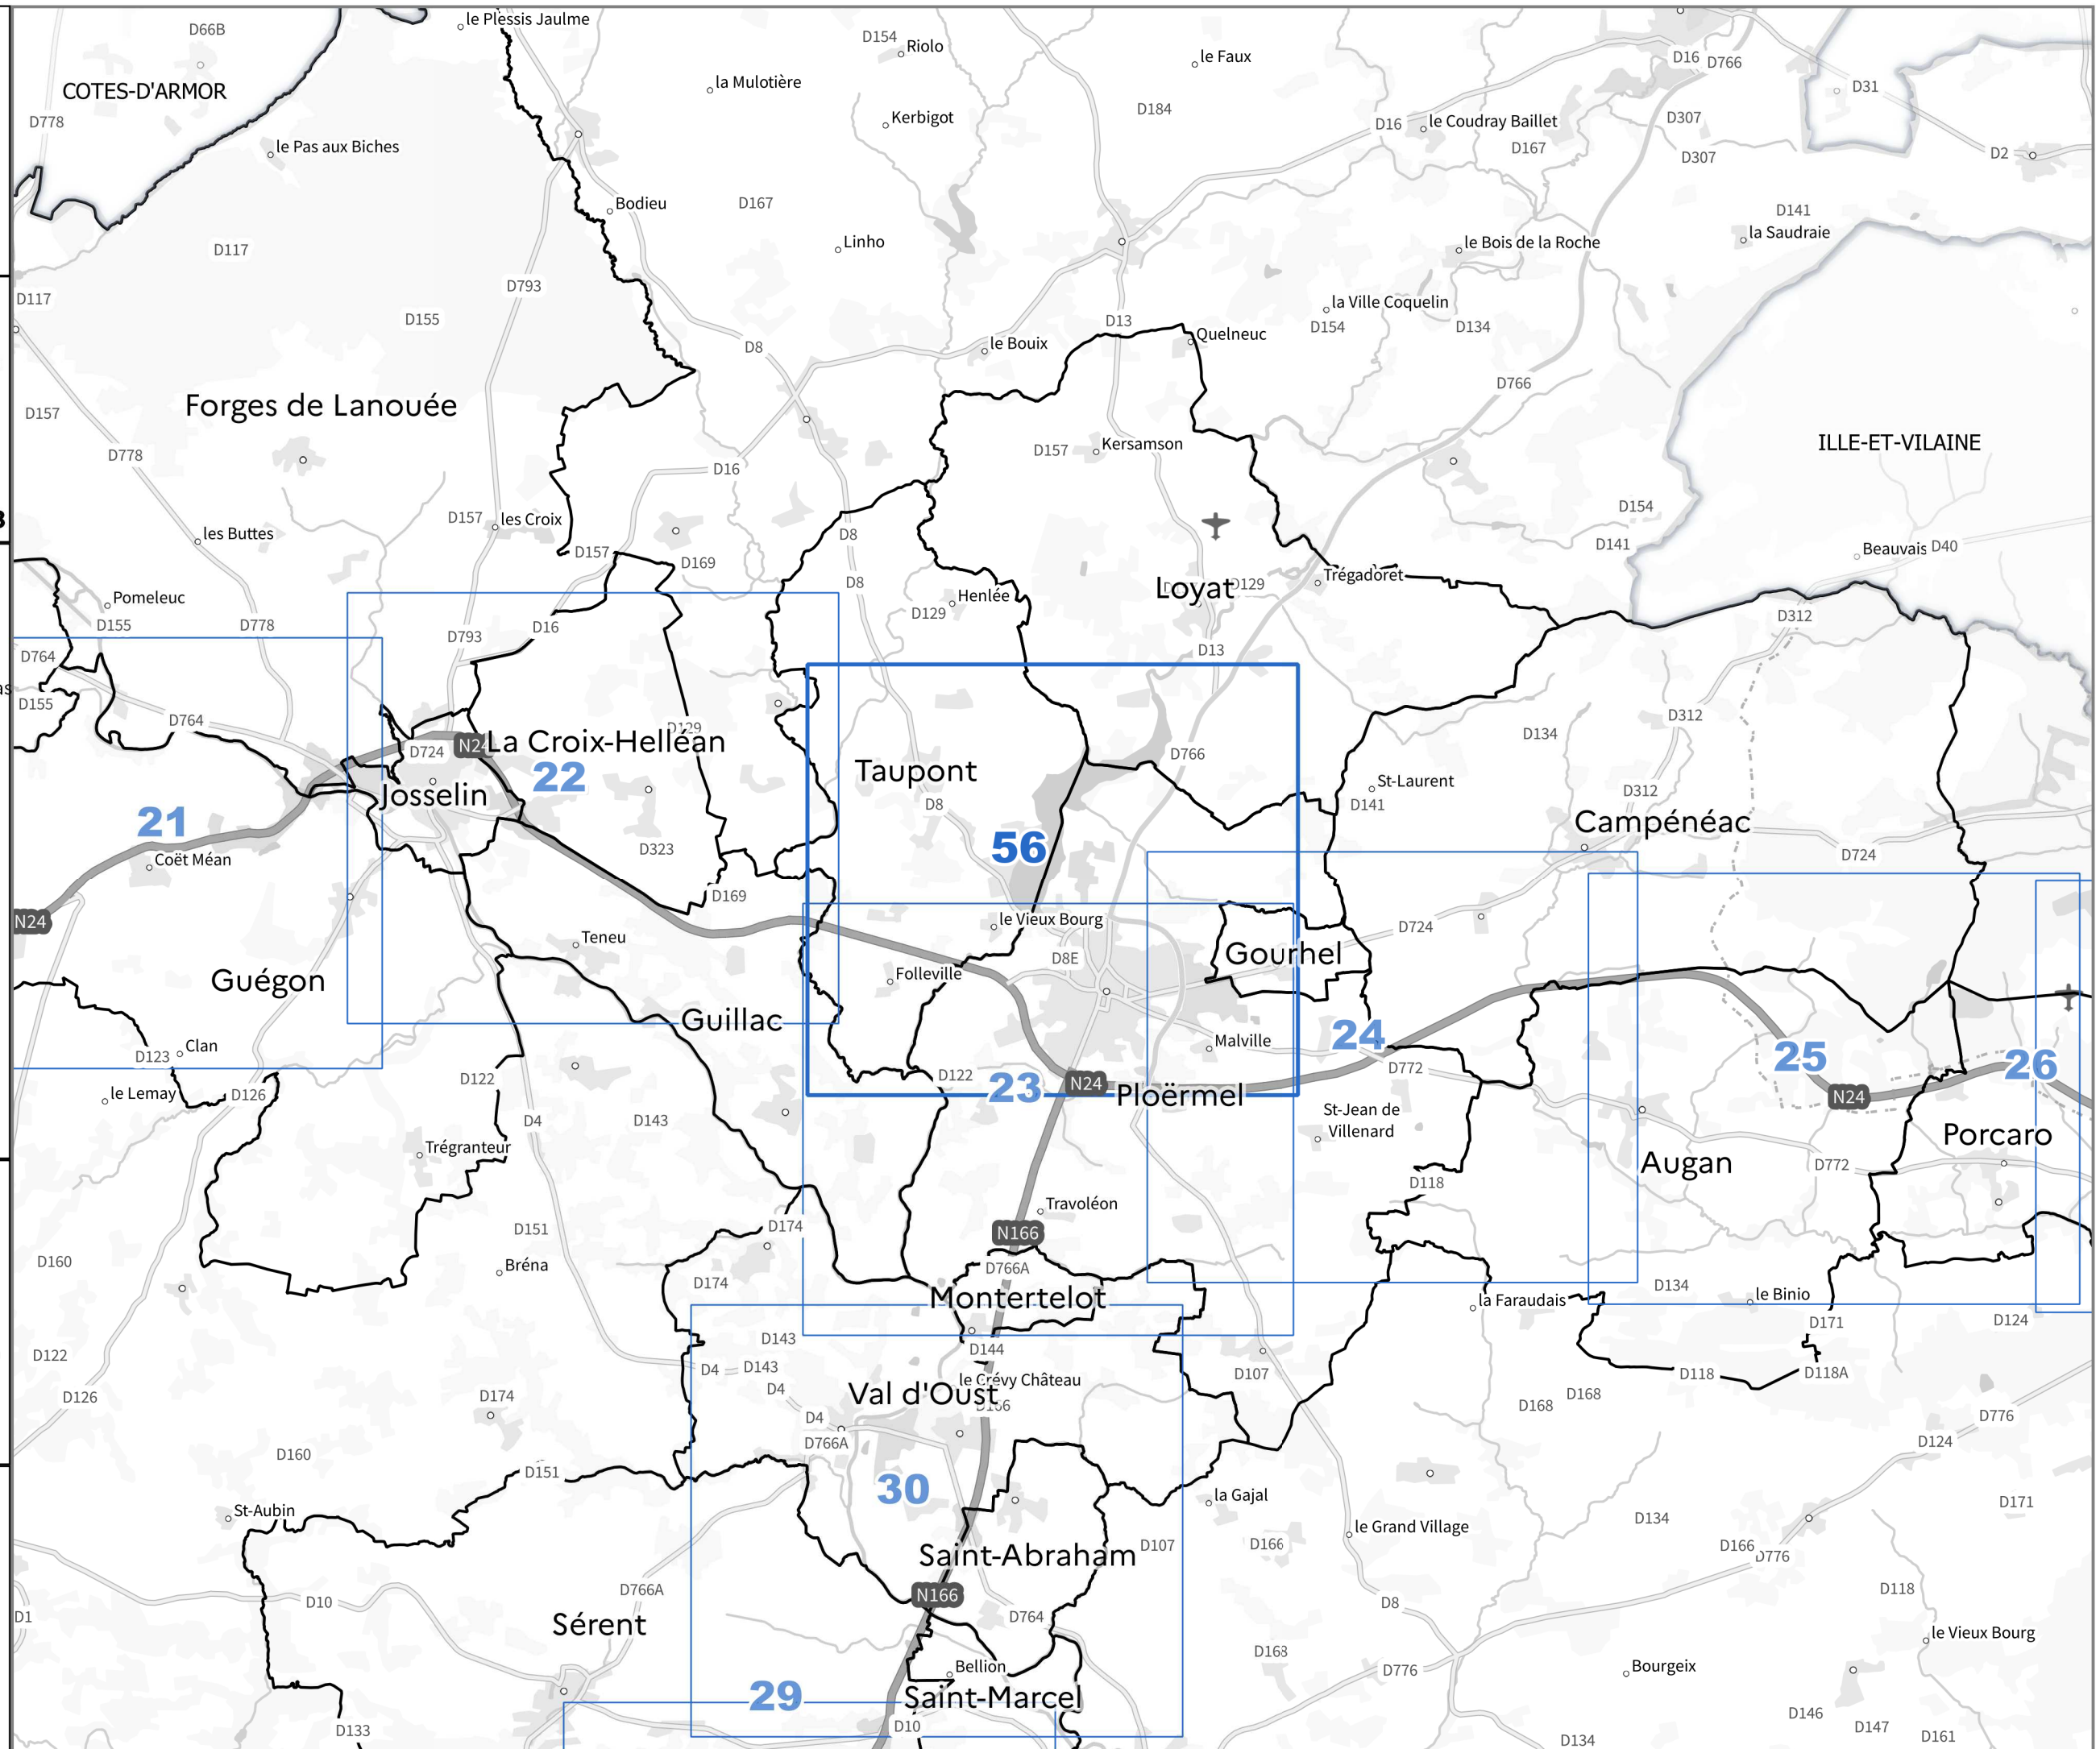 le Plessis Jaulme
D66B
D154
Riolo
le Faux
D16
D766
COTES-D'ARMOR
la Mulotière
D31
D778
Kerbigot
D184
D16
le Coudray Baillet
D307
D167
D307
D2
le Pas aux Biches
Bodieu
D167
D141
la Saudraie
D117
Linho
le Bois de la Roche
D793
D117
la Ville Coquelin
D155
D13
D154
D134
Quelneuc
D8
le Bouix
D766
Forges de Lanouée
D157
Kersamson
D157
ILLE-ET-VILAINE
D778
D16
D154
D157
les Croix
les Buttes
D8
D141
Beauvais
D40
D157
D169
D8
Trégadoret
Loyat
D129
Pomeleuc
Henlée
D129
D155
D778
D16
D793
D312
D764
D13
D155
D764
D129
D312
D134
D724
N24
La Croix-Helléan
D766
22
Taupont
St-Laurent
Josselin
D8
D141
D312
21
Campénéac
56
D323
Coët Méan
D724
D169
N24
le Vieux Bourg
D724
Teneu
D8E
Gourhel
Guégon
Folleville
Guillac
24
Malville
Clan
D123
25
26
D122
D122
D772
23
N24
le Lemay
D126
Ploërmel
N24
D4
D143
St-Jean de
Villenard
Porcaro
Trégranteur
Augan
D772
D118
Travoléon
D174
D151
N166
D160
Bréna
D766A
D174
D134
le Binio
Montertelot
la Faraudais
D124
D171
D143
D144
D122
D4
D143
D107
D118
D118A
le Crévy Château
D126
D174
D4
Val d'Oust
D168
D168
D4
D776
D766A
D124
D160
D151
30
la Gajal
D171
St-Aubin
le Grand Village
D134
D166
D107
D166
D776
Saint-Abraham
D766A
N166
D118
D10
D8
D1
D764
Sérent
le Vieux Bourg
D168
Bellion
D776
Bourgeix
29
Saint-Marcel
D10
D133
D146
D147
D134
D161